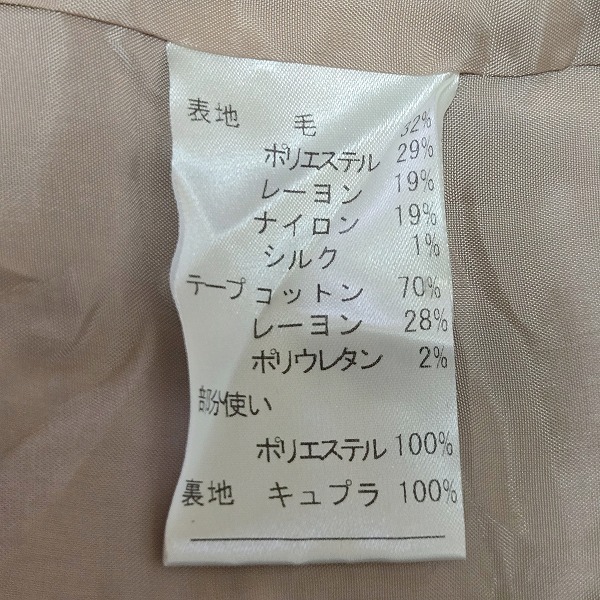 表地 毛 32%
ポリエステル 29%
レーヨン 19%
ナイロン 19%
シルク 1%
テープ コットン 70%
レーヨン 28%
ポリウレタン 2%
部分使い
ポリエステル 100%
裏地 キュプラ 100%